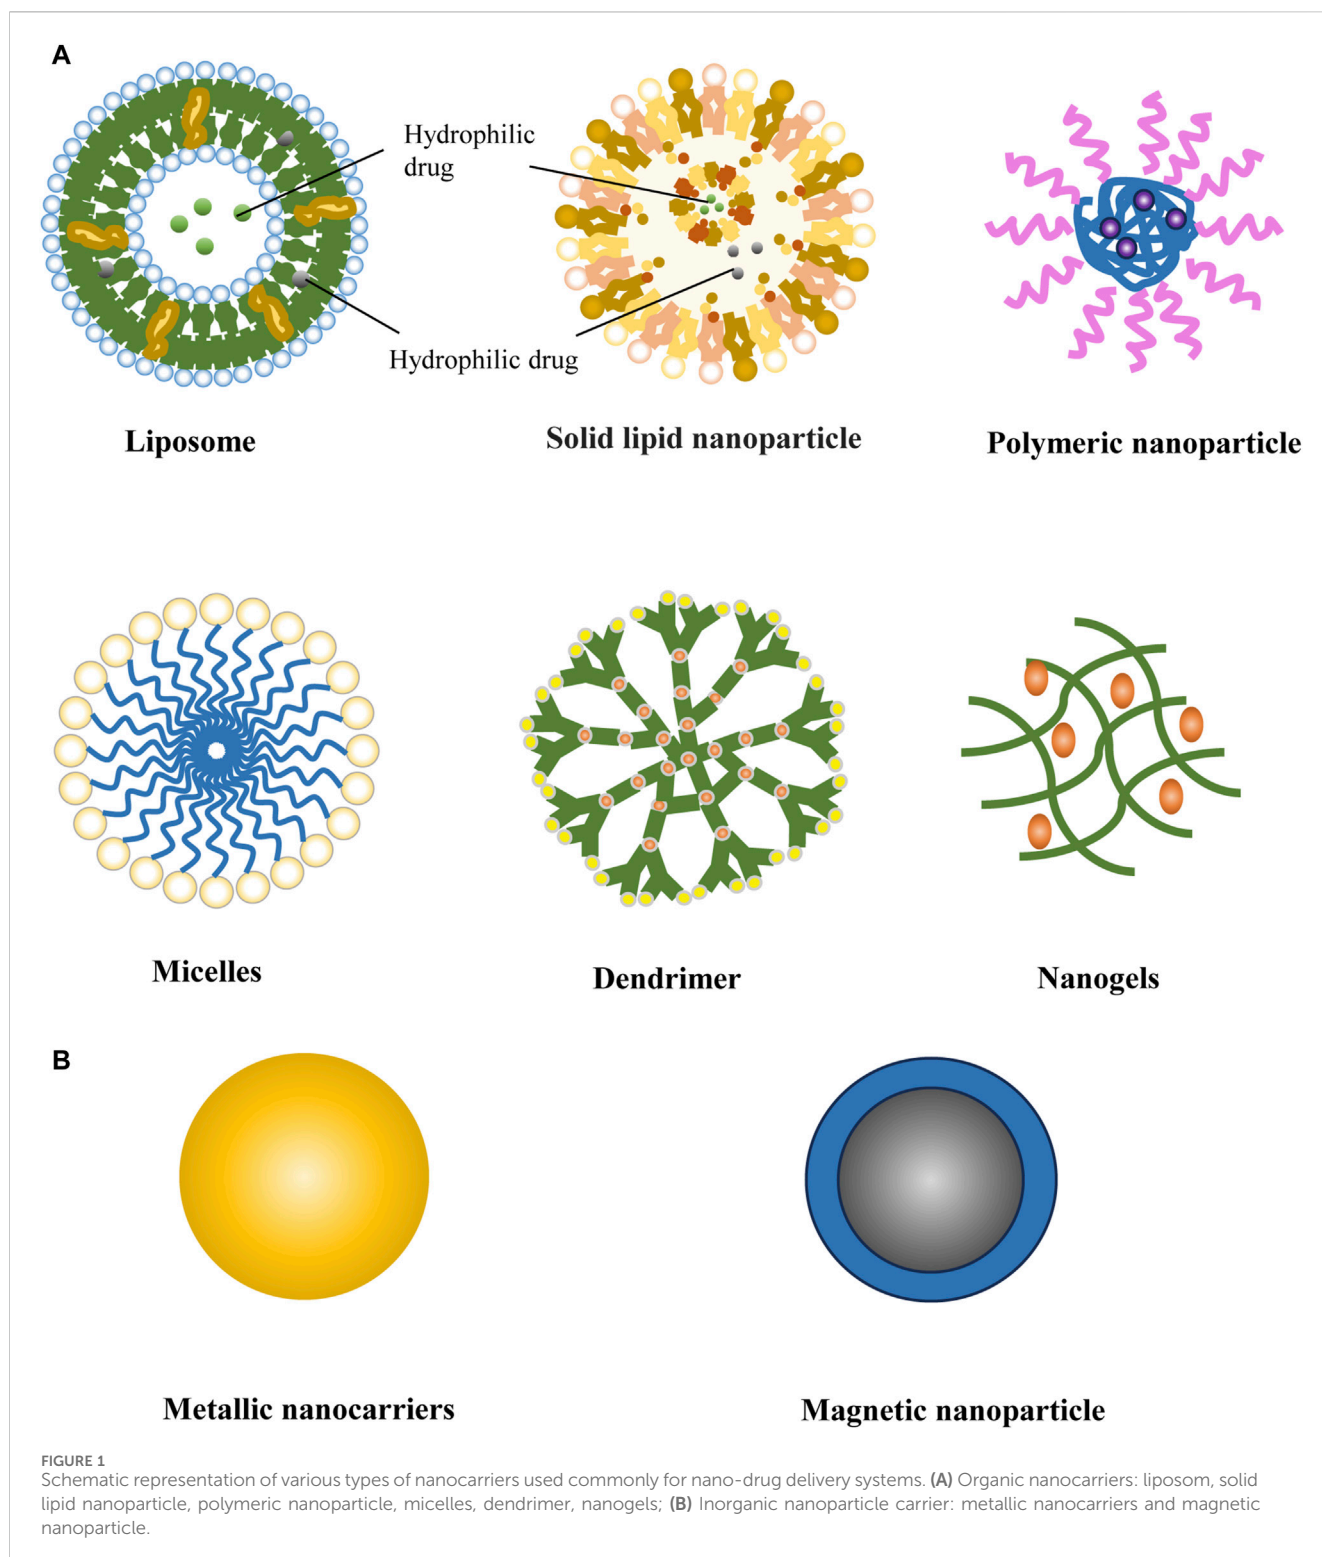 A
Hydrophilic
drug
Hydrophilic drug
Liposome
Solid lipid nanoparticle
Polymeric nanoparticle
Micelles
Dendrimer
Nanogels
B
Metallic nanocarriers
Magnetic nanoparticle
FIGURE 1
Schematic representation of various types of nanocarriers used commonly for nano-drug delivery systems. (A) Organic nanocarriers: liposom, solid
lipid nanoparticle, polymeric nanoparticle, micelles, dendrimer, nanogels; (B) Inorganic nanoparticle carrier: metallic nanocarriers and magnetic
nanoparticle.